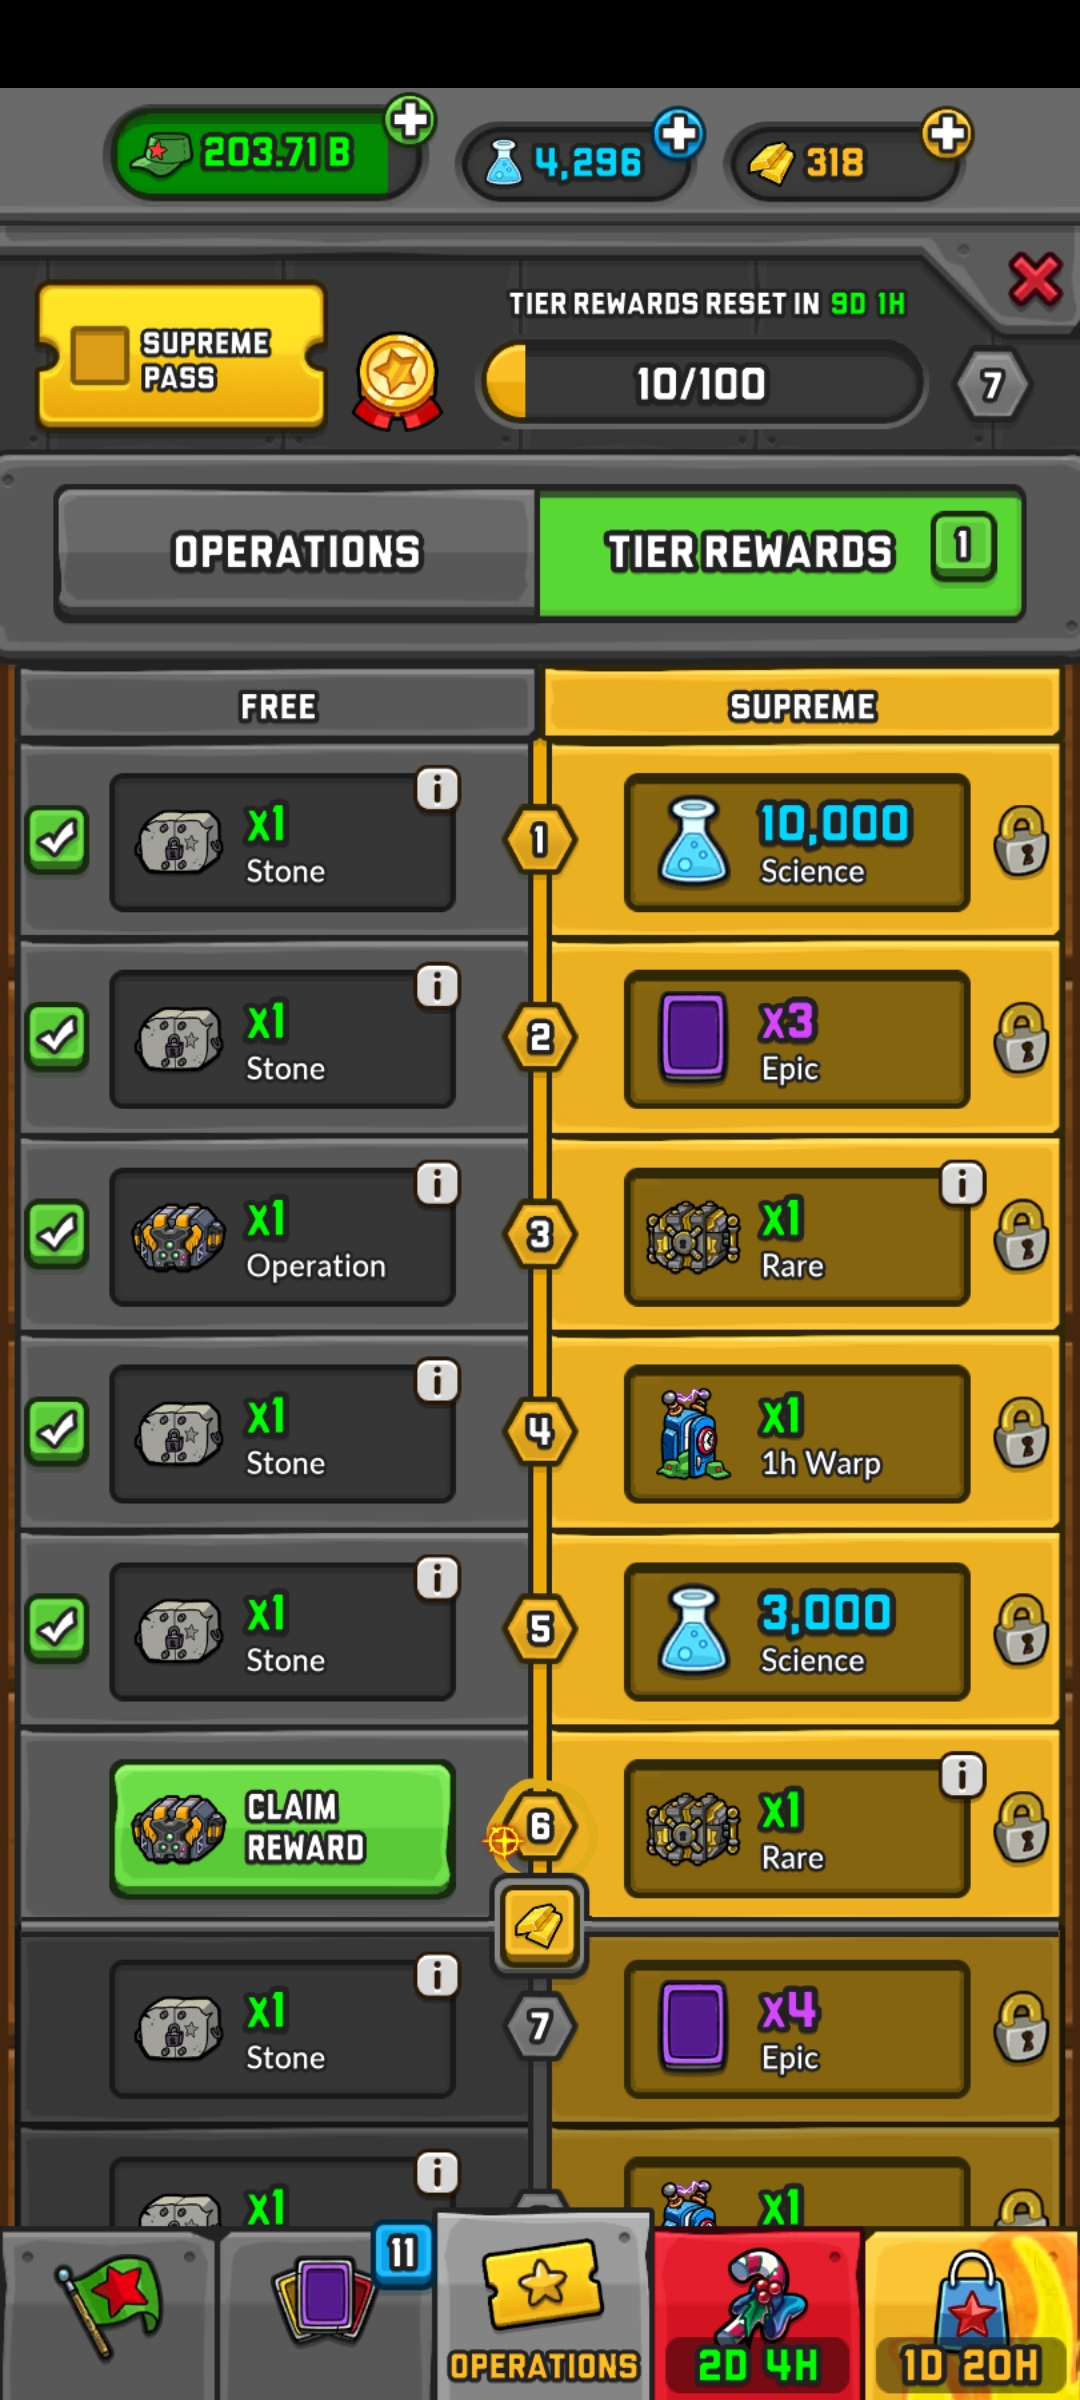 203.71 B
4,296
318
TIER REWARDS RESET IN 9D 1H
SUPREME
PASS
10/100
7
OPERATIONS
TIER REWARDS
1
FREE
SUPREME
x1
Stone
1
10,000
Science
x1
Stone
2
x3
Epic
x1
Operation
3
x1
Rare
x1
Stone
4
x1
1h Warp
x1
Stone
5
3,000
Science
CLAIM
REWARD
6
x1
Rare
x1
Stone
7
x4
Epic
x1
x1
11
OPERATIONS
2D 4H
1D 20H